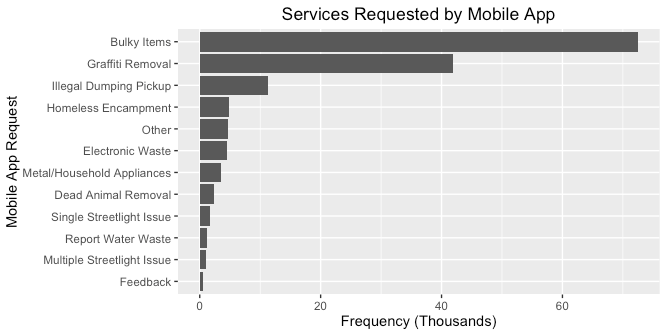 Services Requested by Mobile App
Mobile App Request
Bulky Items
Graffiti Removal
Illegal Dumping Pickup
Homeless Encampment
Other
Electronic Waste
Metal/Household Appliances
Dead Animal Removal
Single Streetlight Issue
Report Water Waste
Multiple Streetlight Issue
Feedback
0 20 40 60
Frequency (Thousands)